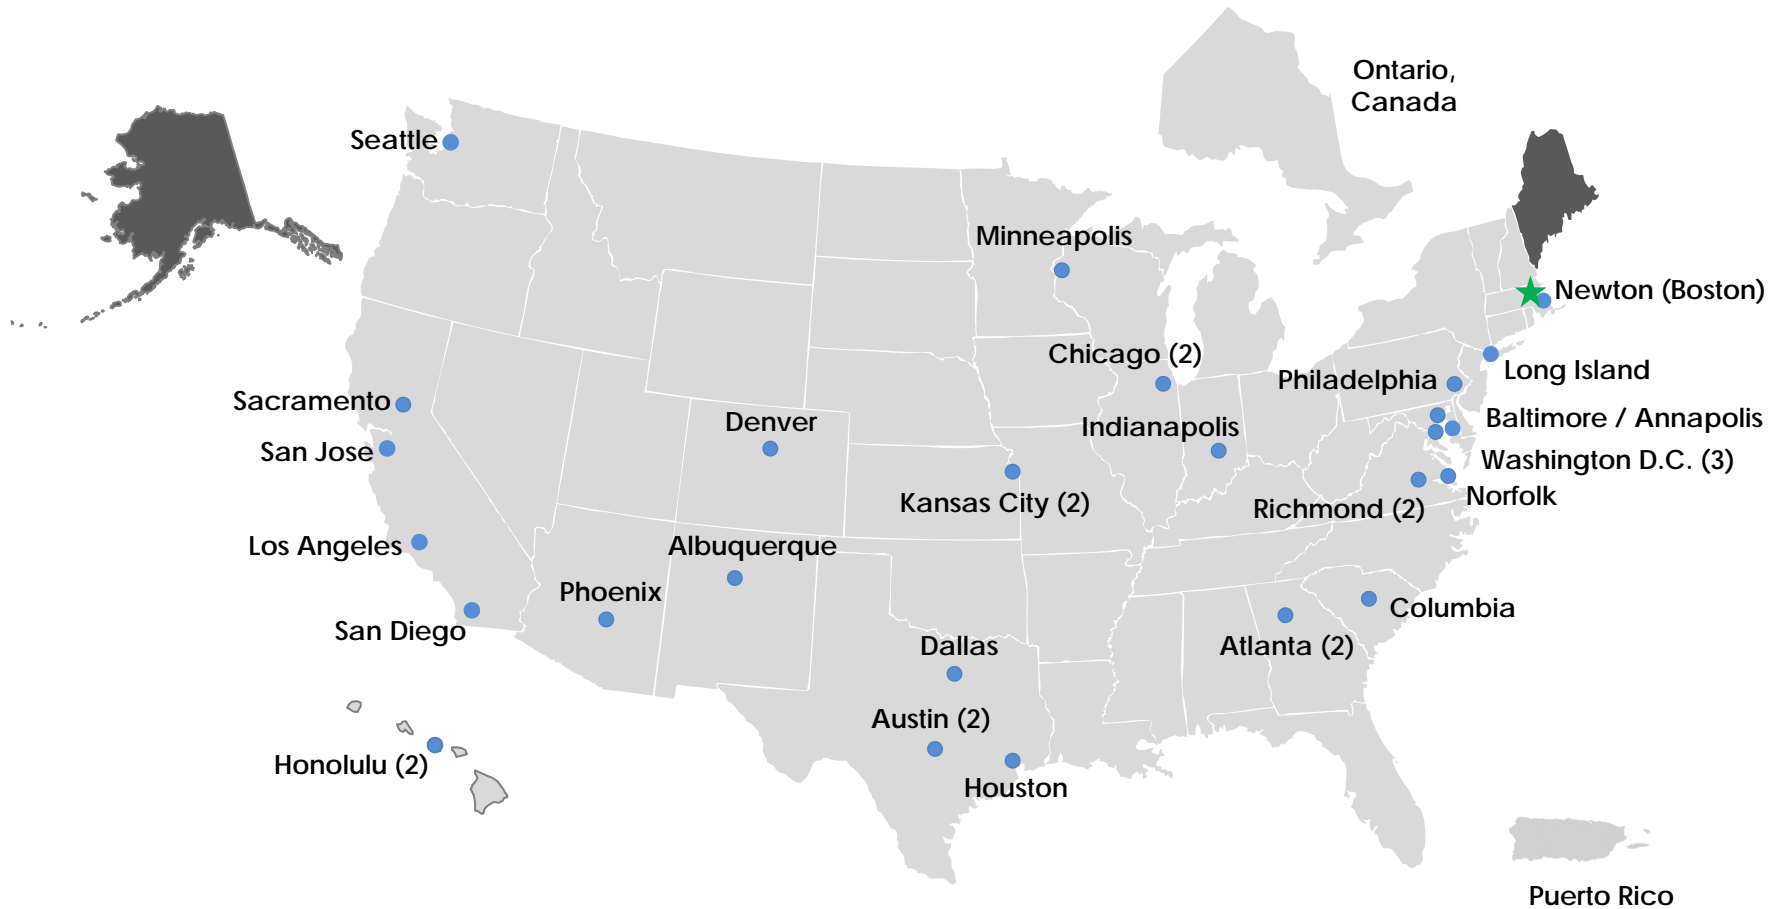 Ontario,
Canada
Seattle
Minneapolis
Newton (Boston)
Chicago (2)
Long Island
Philadelphia
Sacramento
Denver
Baltimore / Annapolis
Indianapolis
San Jose
Washington D.C. (3)
Kansas City (2)
Norfolk
Richmond (2)
Los Angeles
Albuquerque
Phoenix
Columbia
San Diego
Dallas
Atlanta (2)
Austin (2)
Honolulu (2)
Houston
Puerto Rico